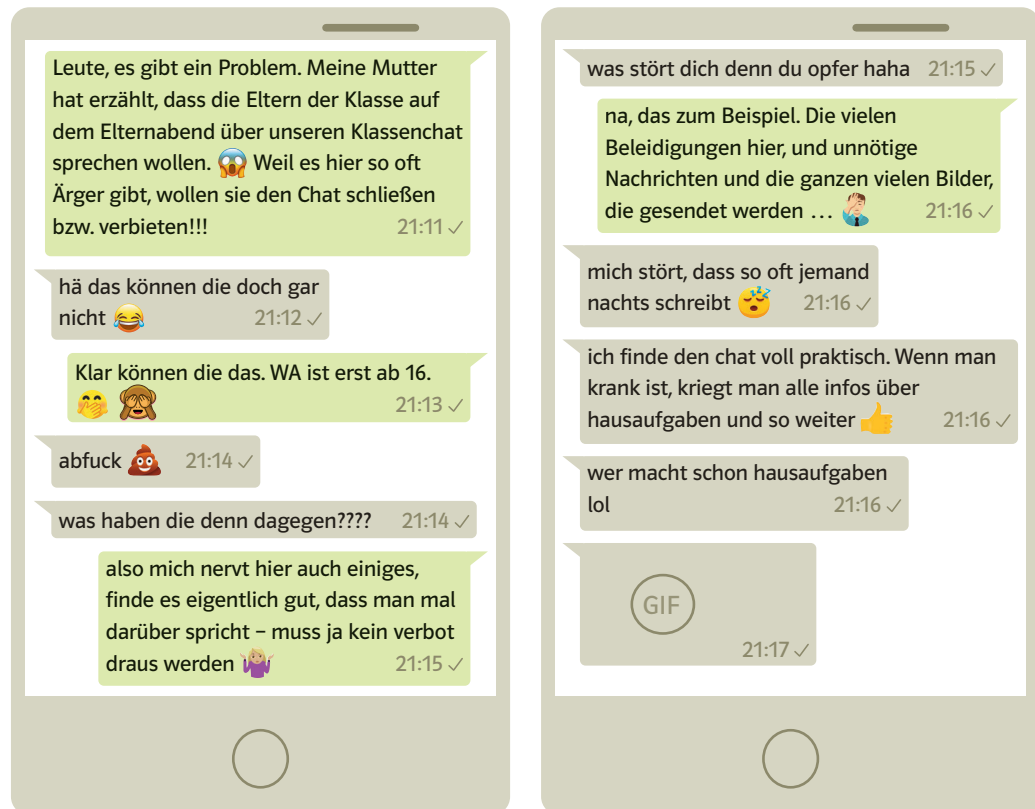 Leute, es gibt ein Problem. Meine Mutter
hat erzählt, dass die Eltern der Klasse auf
dem Elternabend über unseren Klassenchat
sprechen wollen. 😱 Weil es hier so oft
Ärger gibt, wollen sie den Chat schließen
bzw. verbieten!!! 21:11 ✓
hä das können die doch gar
nicht 😂 21:12 ✓
Klar können die das. WA ist erst ab 16.
🤭 🙈 21:13 ✓
abfuck 💩 21:14 ✓
was haben die denn dagegen???? 21:14 ✓
also mich nervt hier auch einiges,
finde es eigentlich gut, dass man mal
darüber spricht – muss ja kein verbot
draus werden 🤷🏼‍♀️ 21:15 ✓
was stört dich denn du opfer haha 21:15 ✓
na, das zum Beispiel. Die vielen
Beleidigungen hier, und unnötige
Nachrichten und die ganzen vielen Bilder,
die gesendet werden … 🤦🏻‍♂️ 21:16 ✓
mich stört, dass so oft jemand
nachts schreibt 😴 21:16 ✓
ich finde den chat voll praktisch. Wenn man
krank ist, kriegt man alle infos über
hausaufgaben und so weiter 👍 21:16 ✓
wer macht schon hausaufgaben
lol 21:16 ✓
GIF
21:17 ✓